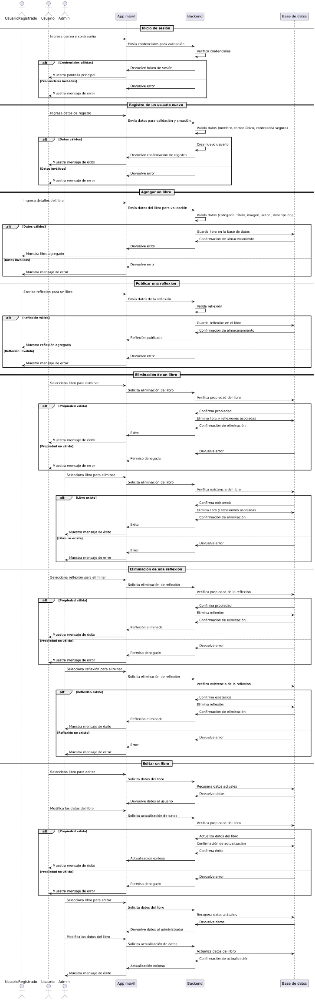 UsuarioRegistrado Usuario Admin App móvil Backend Base de datos
Inicio de sesión
Ingresa correo y contraseña
Envía credenciales para validación
Verifica credenciales
alt [Credenciales válidas]
Devuelve token de sesión
Muestra pantalla principal
[Credenciales inválidas]
Devuelve error
Muestra mensaje de error
Registro de un usuario nuevo
Ingresa datos de registro
Envía datos para validación y creación
Valida datos (nombre, correo único, contraseña segura)
alt [Datos válidos]
Crea nuevo usuario
Devuelve confirmación de registro
Muestra mensaje de éxito
[Datos inválidos]
Devuelve error
Muestra mensaje de error
Agregar un libro
Ingresa detalles del libro
Envía datos del libro para validación
Valida datos (categoría, título, imagen, autor , descripción)
alt [Datos válidos]
Guarda libro en la base de datos
Confirmación de almacenamiento
Devuelve éxito
Muestra libro agregado
[Datos inválidos]
Devuelve error
Muestra mensaje de error
Publicar una reflexión
Escribe reflexión para un libro
Envía datos de la reflexión
Valida reflexión
alt [Reflexión válida]
Guarda reflexión en el libro
Confirmación de almacenamiento
Reflexión publicada
Muestra reflexión agregada
[Reflexión inválida]
Devuelve error
Muestra mensaje de error
Eliminación de un libro
Selecciona libro para eliminar
Solicita eliminación del libro
Verifica propiedad del libro
alt [Propiedad válida]
Confirma propiedad
Elimina libro y reflexiones asociadas
Confirmación de eliminación
Éxito
Muestra mensaje de éxito
[Propiedad no válida]
Devuelve error
Permiso denegado
Muestra mensaje de error
Selecciona libro para eliminar
Solicita eliminación del libro
Verifica existencia del libro
alt [Libro existe]
Confirma existencia
Elimina libro y reflexiones asociadas
Confirmación de eliminación
Éxito
Muestra mensaje de éxito
[Libro no existe]
Devuelve error
Error
Muestra mensaje de error
Eliminación de una reflexión
Selecciona reflexión para eliminar
Solicita eliminación de reflexión
Verifica propiedad de la reflexión
alt [Propiedad válida]
Confirma propiedad
Elimina reflexión
Confirmación de eliminación
Reflexión eliminada
Muestra mensaje de éxito
[Propiedad no válida]
Devuelve error
Permiso denegado
Muestra mensaje de error
Selecciona reflexión para eliminar
Solicita eliminación de reflexión
Verifica existencia de la reflexión
alt [Reflexión existe]
Confirma existencia
Elimina reflexión
Confirmación de eliminación
Reflexión eliminada
Muestra mensaje de éxito
[Reflexión no existe]
Devuelve error
Error
Muestra mensaje de error
Editar un libro
Selecciona libro para editar
Solicita datos del libro
Recupera datos actuales
Devuelve datos
Devuelve datos al usuario
Modifica los datos del libro
Solicita actualización de datos
Verifica propiedad del libro
alt [Propiedad válida]
Actualiza datos del libro
Confirmación de actualización
Confirma éxito
Actualización exitosa
Muestra mensaje de éxito
[Propiedad no válida]
Devuelve error
Permiso denegado
Muestra mensaje de error
Selecciona libro para editar
Solicita datos del libro
Recupera datos actuales
Devuelve datos
Devuelve datos al administrador
Modifica los datos del libro
Solicita actualización de datos
Actualiza datos del libro
Confirmación de actualización
Actualización exitosa
Muestra mensaje de éxito
UsuarioRegistrado Usuario Admin App móvil Backend Base de datos